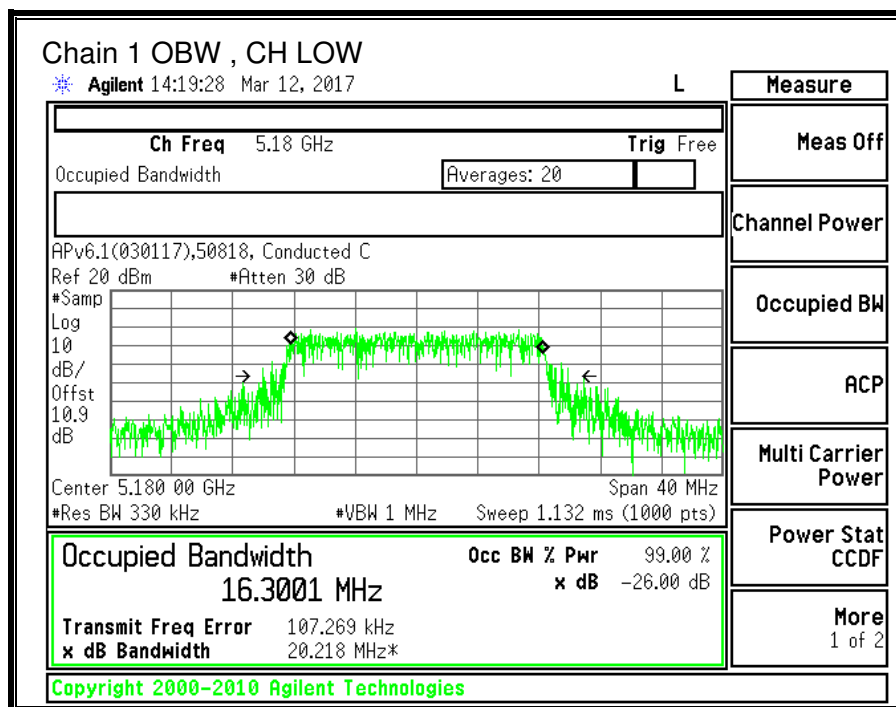 Chain 1 OBW , CH LOW
Agilent 14:19:28 Mar 12, 2017 L
Measure
Ch Freq 5.18 GHz Trig Free
Meas Off
Occupied Bandwidth Averages: 20
Channel Power
APv6.1(030117),50818, Conducted C
Ref 20 dBm #Atten 30 dB
#Samp
Log
10
dB/
Offst
10.9
dB
Occupied BW
ACP
Multi Carrier
Power
Center 5.180 00 GHz Span 40 MHz
#Res BW 330 kHz #VBW 1 MHz Sweep 1.132 ms (1000 pts)
Power Stat
CCDF
Occupied Bandwidth Occ BW % Pwr 99.00 %
16.3001 MHz x dB -26.00 dB
Transmit Freq Error 107.269 kHz
x dB Bandwidth 20.218 MHz*
More
1 of 2
Copyright 2000-2010 Agilent Technologies